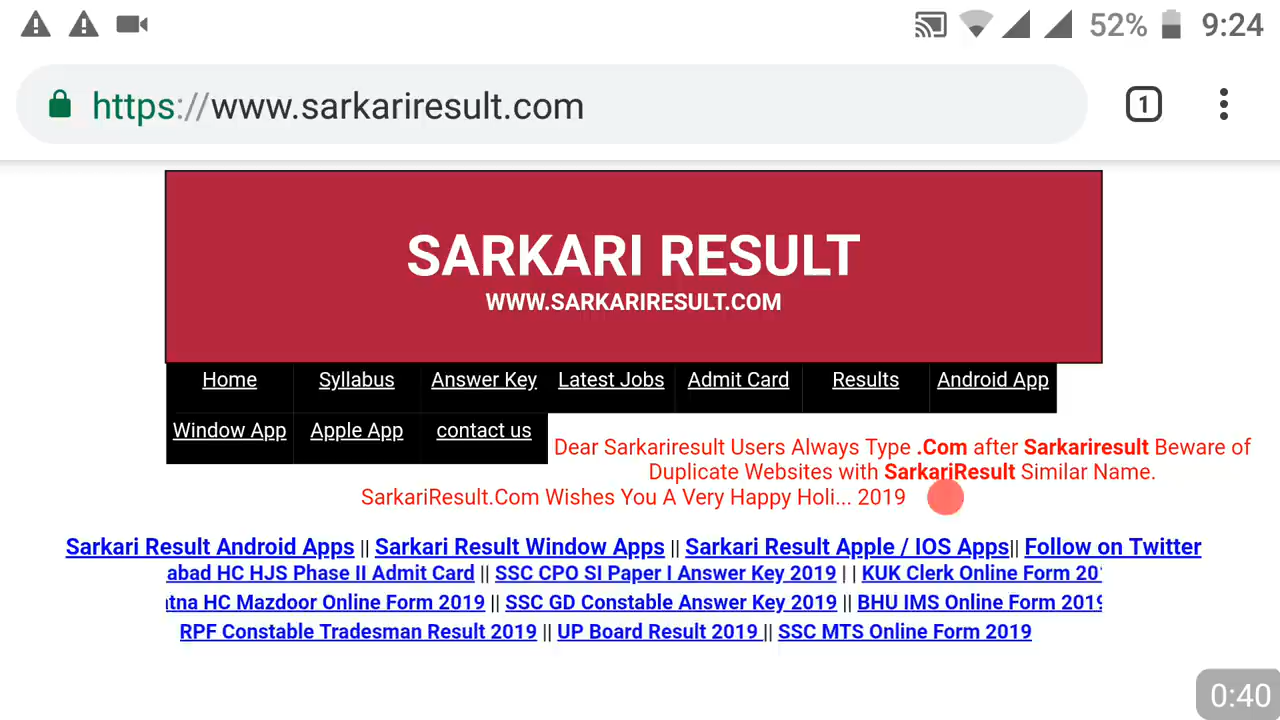 52% 9:24
https://www.sarkariresult.com 1
SARKARI RESULT
WWW.SARKARIRESULT.COM
Home Syllabus Answer Key Latest Jobs Admit Card Results Android App
Window App Apple App contact us
Dear Sarkariresult Users Always Type .Com after Sarkariresult Beware of
Duplicate Websites with SarkariResult Similar Name.
SarkariResult.Com Wishes You A Very Happy Holi... 2019
Sarkari Result Android Apps || Sarkari Result Window Apps || Sarkari Result Apple / IOS Apps|| Follow on Twitter
abad HC HJS Phase II Admit Card || SSC CPO SI Paper I Answer Key 2019 | | KUK Clerk Online Form 20
tna HC Mazdoor Online Form 2019 || SSC GD Constable Answer Key 2019 || BHU IMS Online Form 2019
RPF Constable Tradesman Result 2019 || UP Board Result 2019 || SSC MTS Online Form 2019
0:40